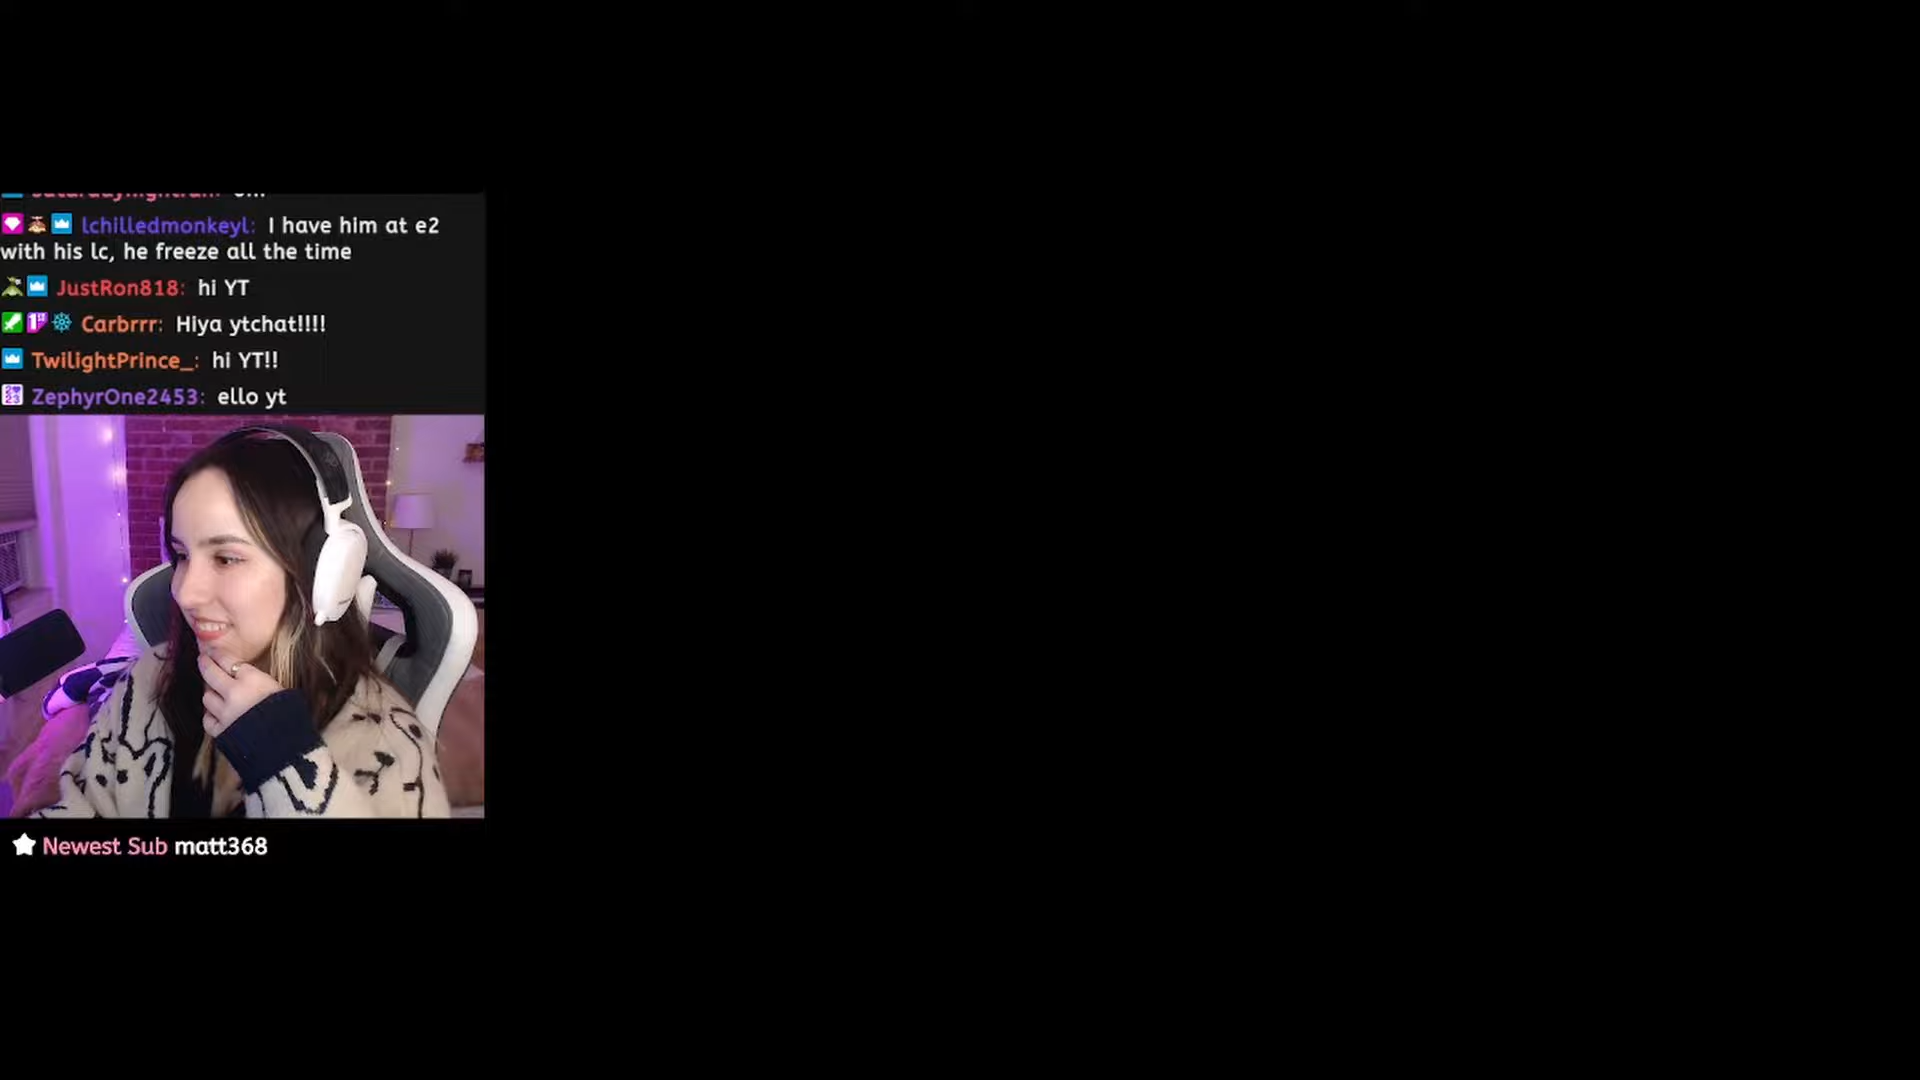 lchilledmonkeyl: I have him at e2
with his lc, he freeze all the time
JustRon818: hi YT
Carbrrr: Hiya ytchat!!!!
TwilightPrince_: hi YT!!
ZephyrOne2453: ello yt
Newest Sub matt368